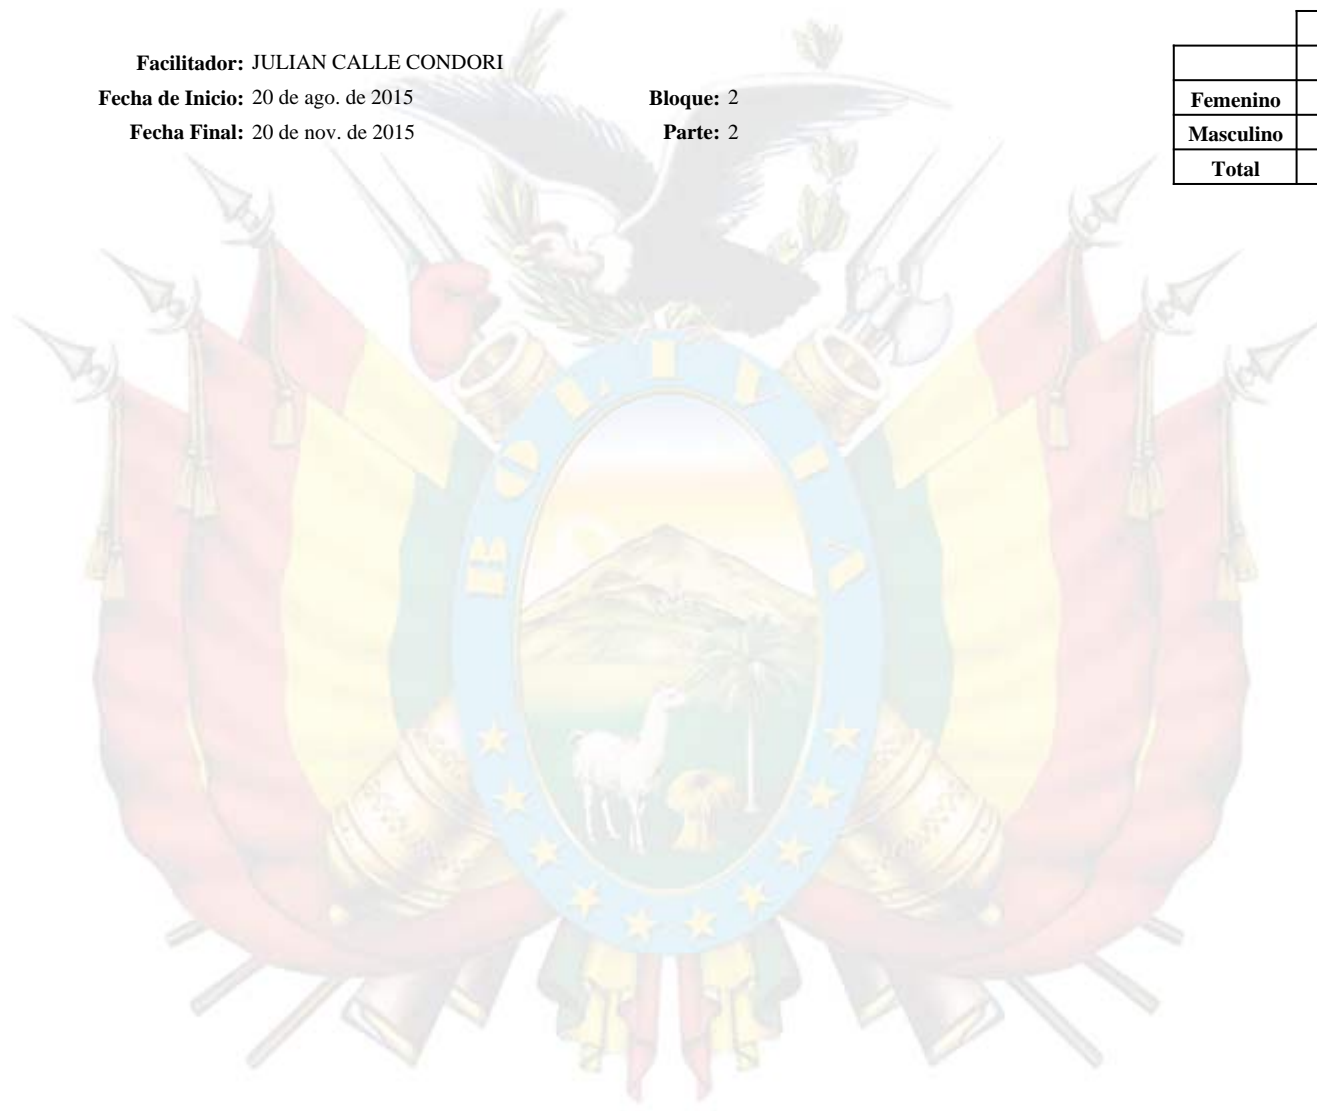 Facilitador: JULIAN CALLE CONDORI
Fecha de Inicio: 20 de ago. de 2015 Bloque: 2
Fecha Final: 20 de nov. de 2015 Parte: 2
Femenino
Masculino
Total
BOLIVIA